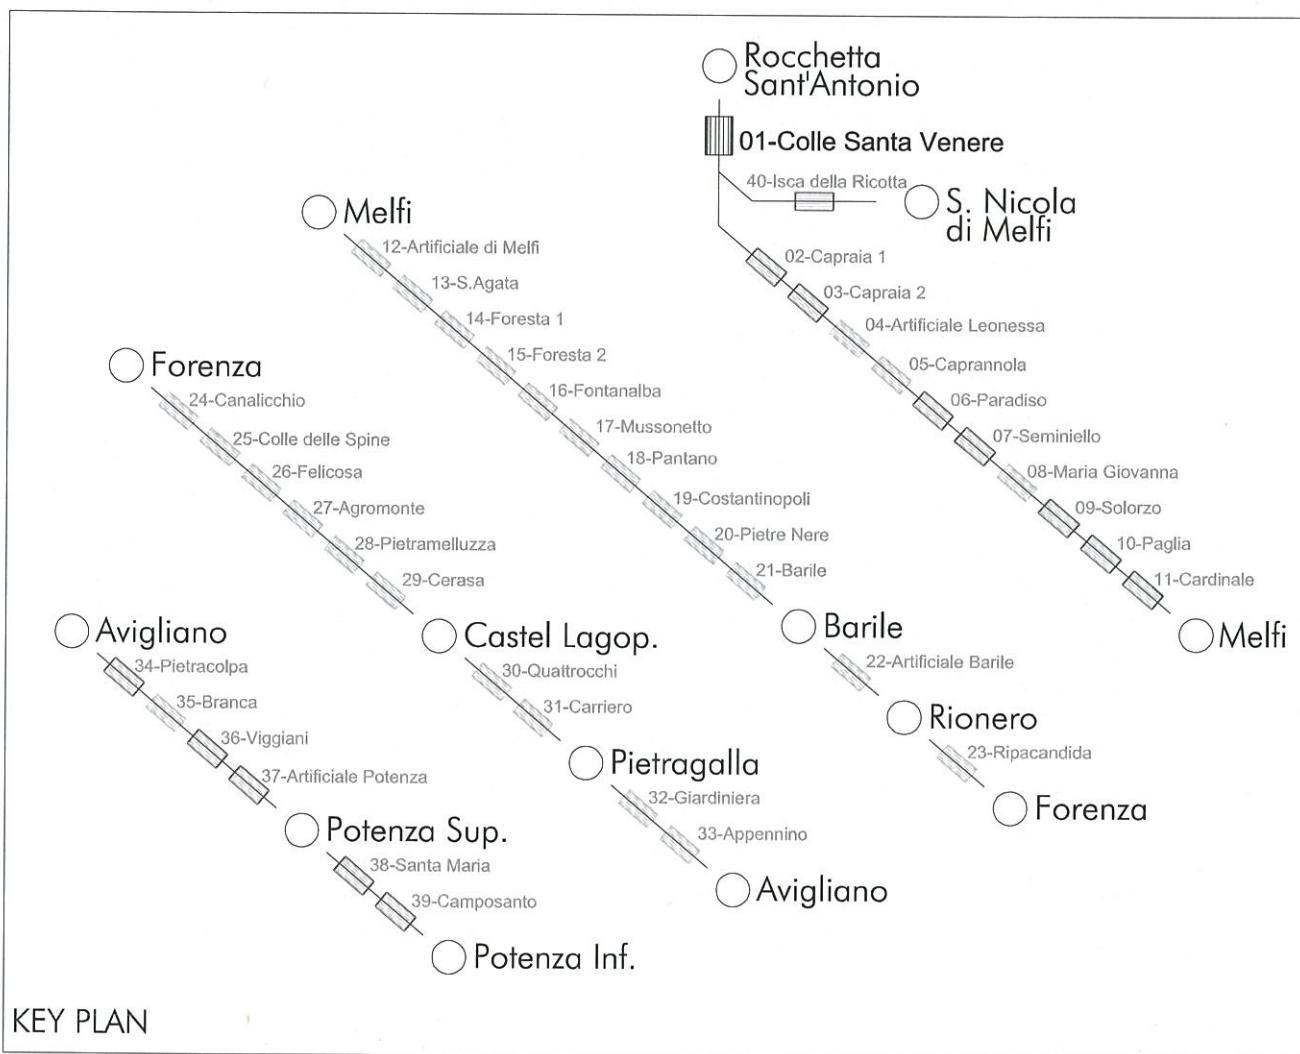 Rocchetta
Sant'Antonio
01-Colle Santa Venere
40-Isca della Ricotta
S. Nicola
di Melfi
02-Capraia 1
03-Capraia 2
04-Artificiale Leonessa
05-Caprannola
06-Paradiso
07-Seminiello
08-Maria Giovanna
09-Solorzo
10-Paglia
11-Cardinale
Melfi
Melfi
12-Artificiale di Melfi
13-S.Agata
14-Foresta 1
15-Foresta 2
16-Fontanalba
17-Mussonetto
18-Pantano
19-Costantinopoli
20-Pietre Nere
21-Barile
Barile
22-Artificiale Barile
Rionero
23-Ripacandida
Forenza
Forenza
24-Canalicchio
25-Colle delle Spine
26-Felicosa
27-Agromonte
28-Pietramelluzza
29-Cerasa
Castel Lagop.
30-Quattrocchi
31-Carriero
Pietragalla
32-Giardiniera
33-Appennino
Avigliano
Avigliano
34-Pietracolpa
35-Branca
36-Viggiani
37-Artificiale Potenza
Potenza Sup.
38-Santa Maria
39-Camposanto
Potenza Inf.
KEY PLAN